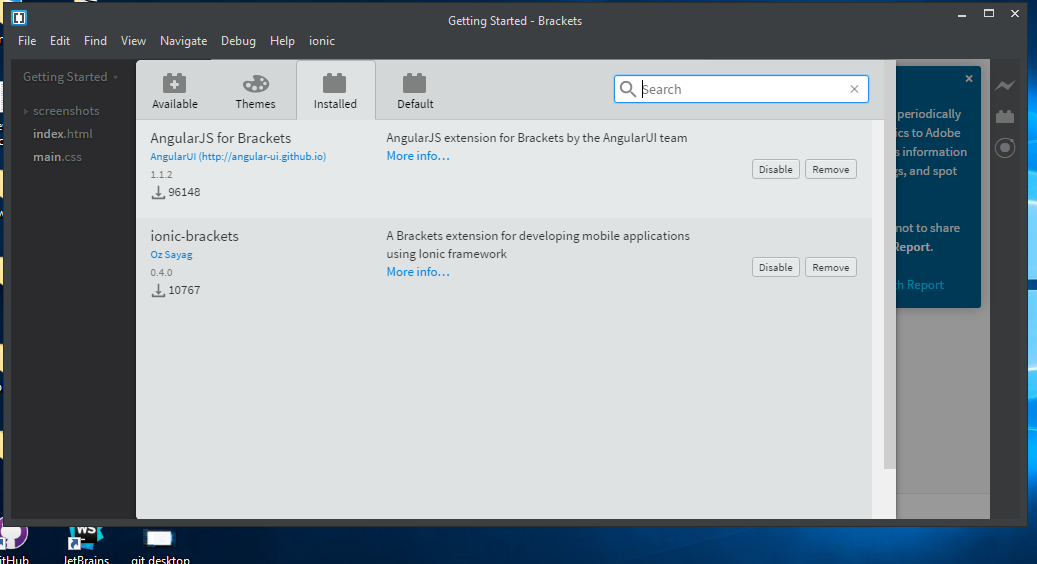 Getting Started - Brackets
File Edit Find View Navigate Debug Help ionic
Getting Started
screenshots
index.html
main.css
Available Themes Installed Default
Search
AngularJS for Brackets
AngularUI (http://angular-ui.github.io)
1.1.2
96148
AngularJS extension for Brackets by the AngularUI team
More info...
Disable Remove
ionic-brackets
Oz Sayag
0.4.0
10767
A Brackets extension for developing mobile applications
using Ionic framework
More info...
Disable Remove
periodically
to Adobe
information
and spot
not to share
Report.
Report
WS
JetBrains
git desktop